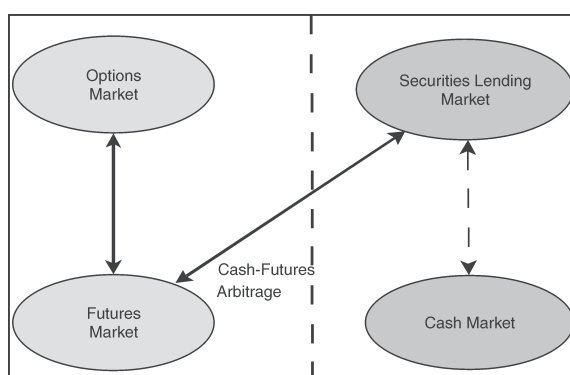 Options
Market
Securities Lending
Market
Cash-Futures
Arbitrage
Futures
Market
Cash Market